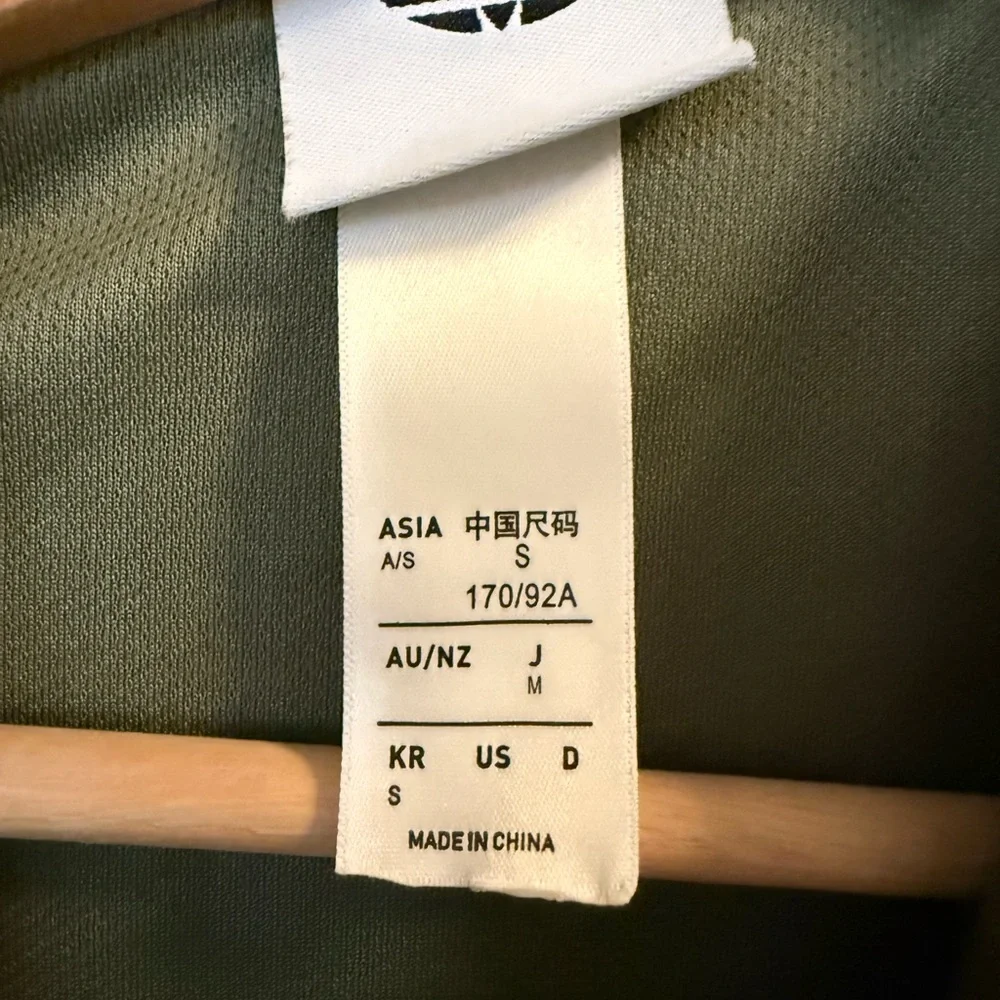 ASIA 中国尺码
A/S S
170/92A
AU/NZ J
M
KR US D
S
MADE IN CHINA